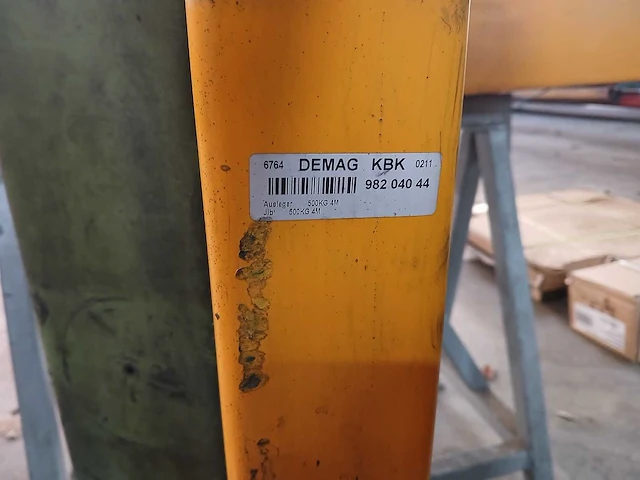 6764 DEMAG KBK 0211
982 040 44
Ausleger 500KG 4M
Jib 500KG 4M